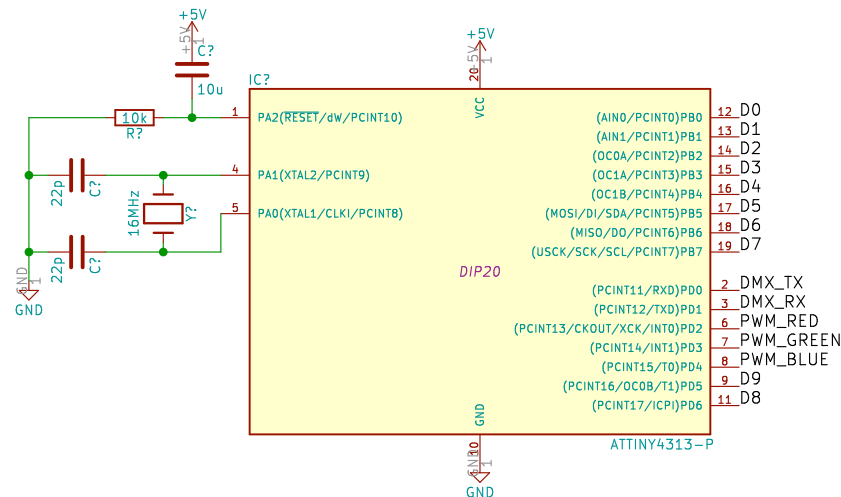 +5V
+5V
1
C?
10u
+5V
+5V
1
20
IC?
VCC
10k
R?
1
PA2(RESET/dW/PCINT10)
22p
C?
4
PA1(XTAL2/PCINT9)
16MHz
Y?
5
PA0(XTAL1/CLKI/PCINT8)
22p
C?
GND
1
GND
DIP20
(AIN0/PCINT0)PB0 12 D0
(AIN1/PCINT1)PB1 13 D1
(OC0A/PCINT2)PB2 14 D2
(OC1A/PCINT3)PB3 15 D3
(OC1B/PCINT4)PB4 16 D4
(MOSI/DI/SDA/PCINT5)PB5 17 D5
(MISO/DO/PCINT6)PB6 18 D6
(USCK/SCK/SCL/PCINT7)PB7 19 D7
(PCINT11/RXD)PD0 2 DMX_TX
(PCINT12/TXD)PD1 3 DMX_RX
(PCINT13/CKOUT/XCK/INT0)PD2 6 PWM_RED
(PCINT14/INT1)PD3 7 PWM_GREEN
(PCINT15/T0)PD4 8 PWM_BLUE
(PCINT16/OC0B/T1)PD5 9 D9
(PCINT17/ICPI)PD6 11 D8
GND
ATTINY4313-P
10
GND
1
GND